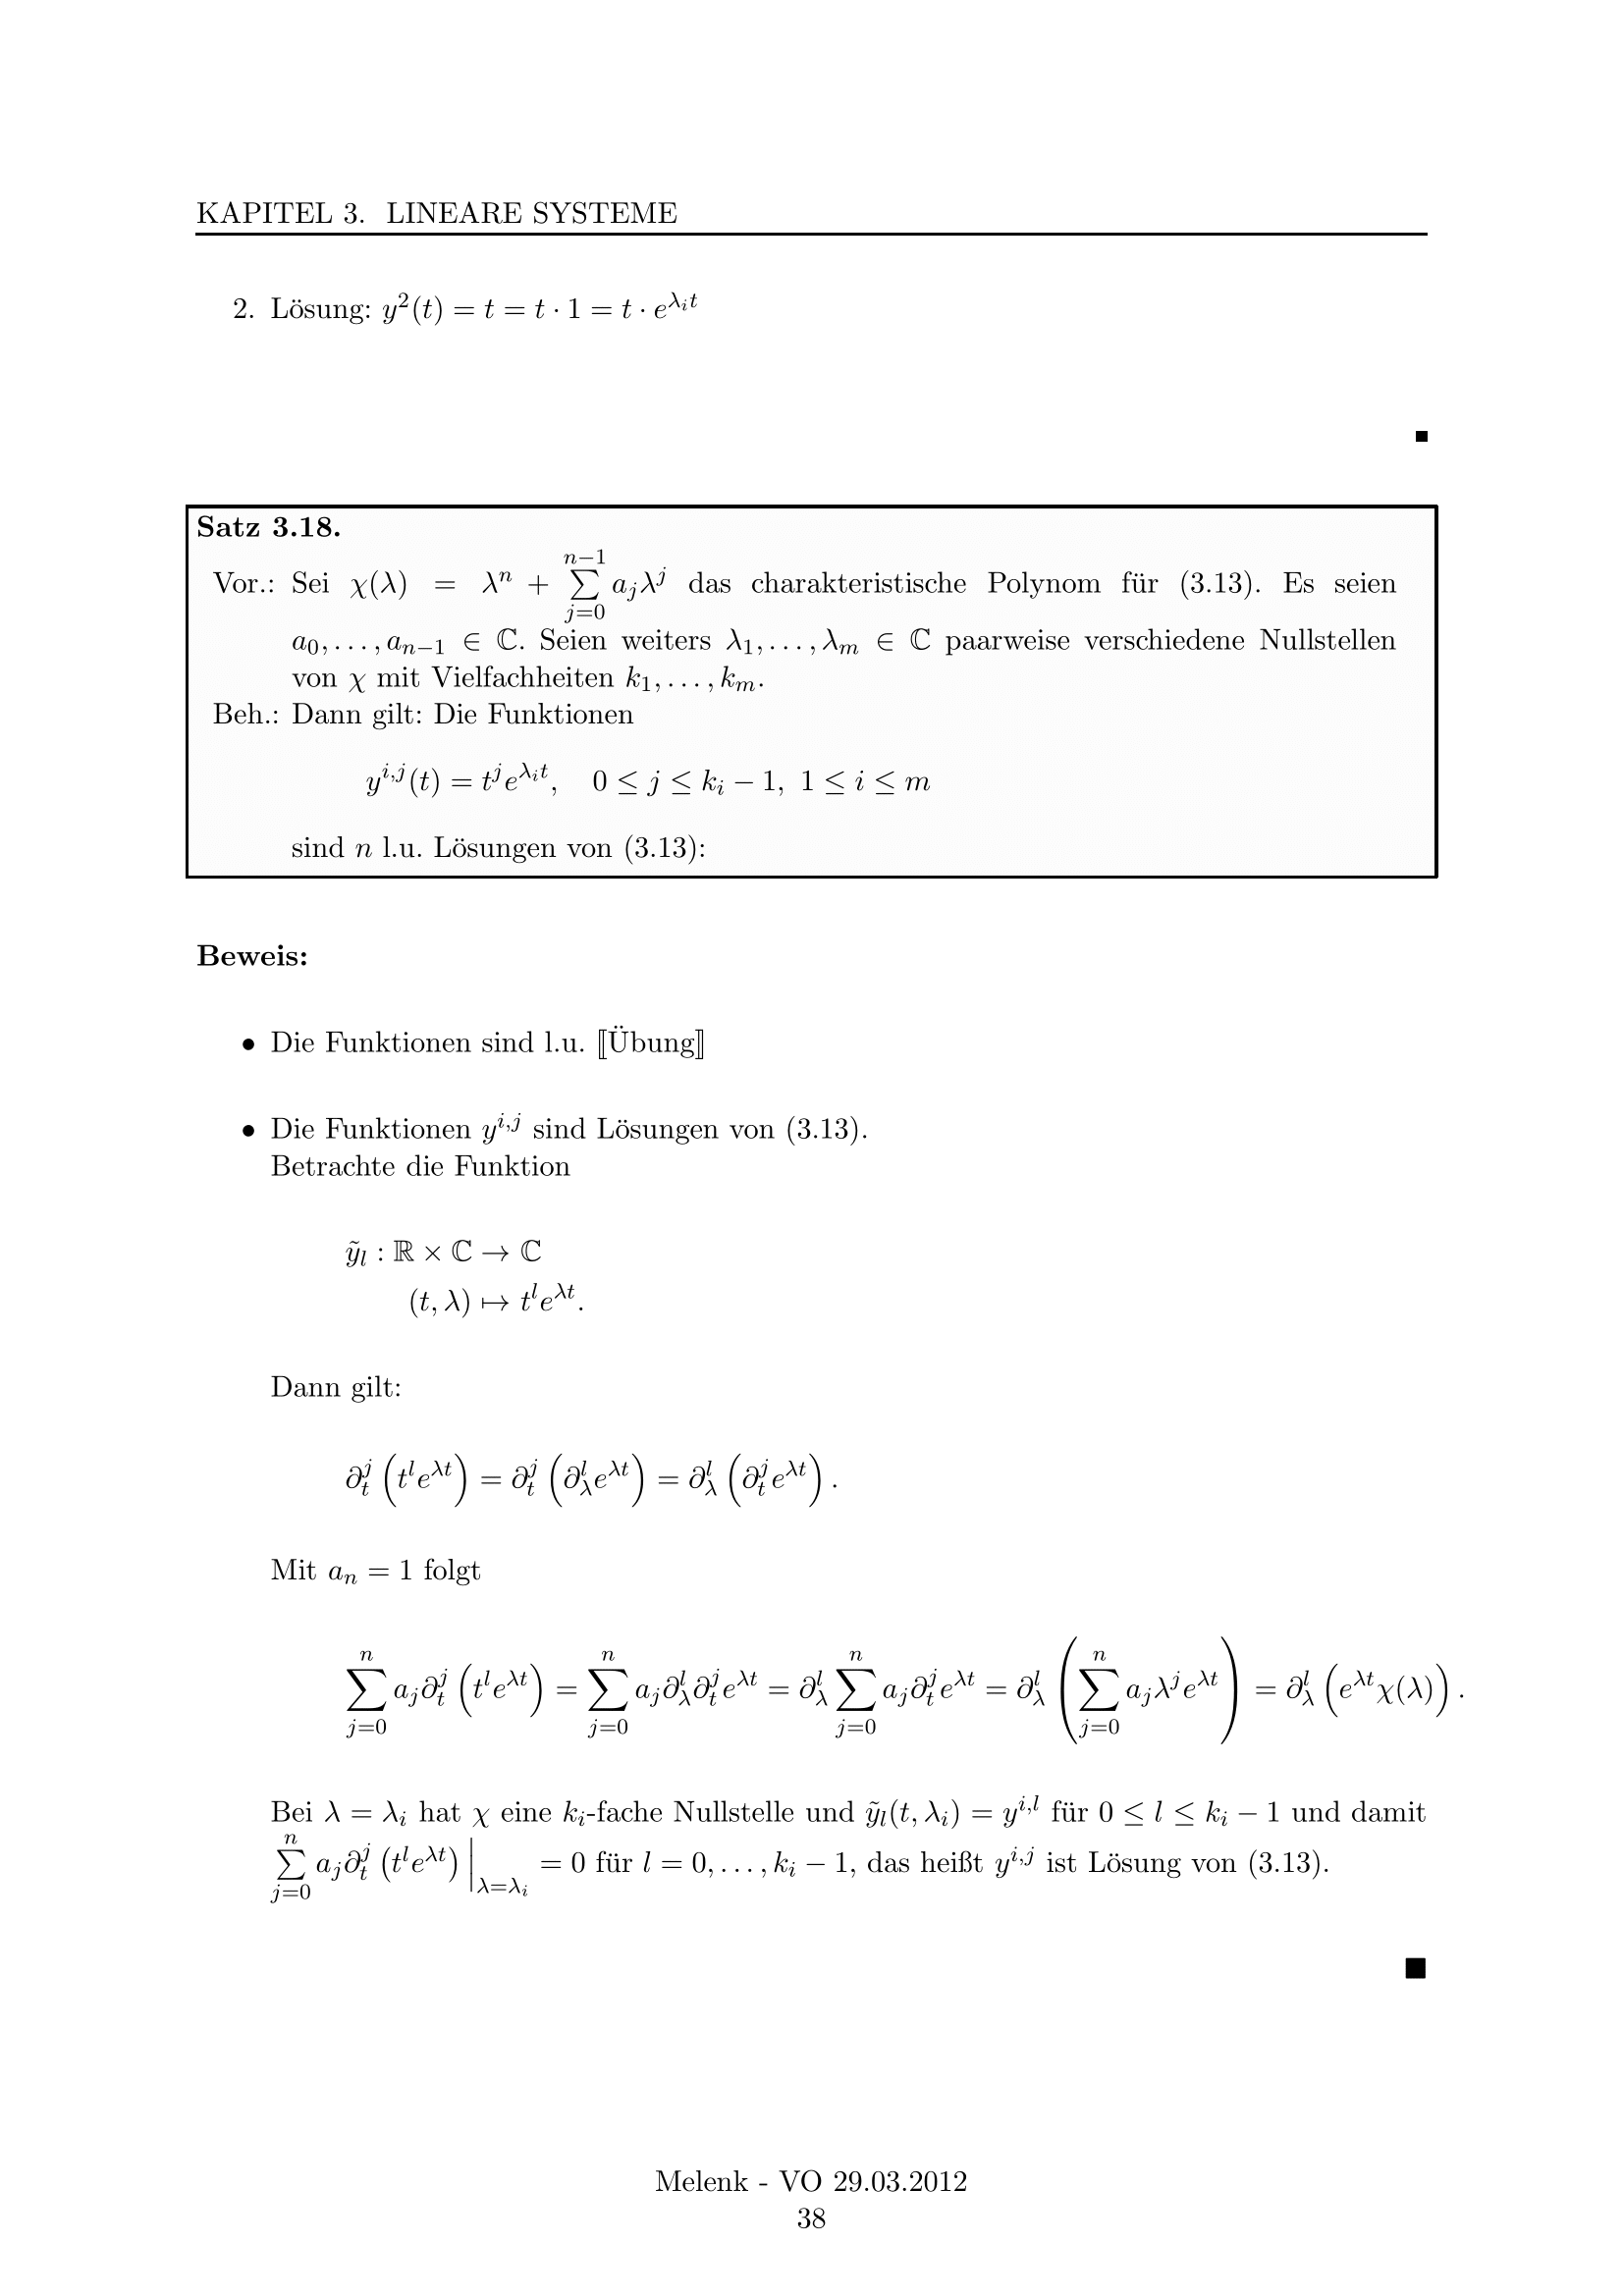 KAPITEL 3. LINEARE SYSTEME
2. Lösung: $y^2(t) = t = t \cdot 1 = t \cdot e^{\lambda_i t}$
Satz 3.18.
Vor.: Sei $\chi(\lambda) = \lambda^n + \sum_{j=0}^{n-1} a_j \lambda^j$ das charakteristische Polynom für (3.13). Es seien
$a_0, \ldots, a_{n-1} \in \mathbb{C}$. Seien weiters $\lambda_1, \ldots, \lambda_m \in \mathbb{C}$ paarweise verschiedene Nullstellen
von $\chi$ mit Vielfachheiten $k_1, \ldots, k_m$.
Beh.: Dann gilt: Die Funktionen
$y^{i,j}(t) = t^j e^{\lambda_i t}, \quad 0 \leq j \leq k_i - 1, \ 1 \leq i \leq m$
sind $n$ l.u. Lösungen von (3.13):
Beweis:
• Die Funktionen sind l.u. ⟦Übung⟧
• Die Funktionen $y^{i,j}$ sind Lösungen von (3.13).
Betrachte die Funktion
$\tilde{y}_l : \mathbb{R} \times \mathbb{C} \to \mathbb{C}$
$(t, \lambda) \mapsto t^l e^{\lambda t}.$
Dann gilt:
$\partial_t^j \left( t^l e^{\lambda t} \right) = \partial_t^j \left( \partial_\lambda^l e^{\lambda t} \right) = \partial_\lambda^l \left( \partial_t^j e^{\lambda t} \right).$
Mit $a_n = 1$ folgt
$\sum_{j=0}^{n} a_j \partial_t^j \left( t^l e^{\lambda t} \right) = \sum_{j=0}^{n} a_j \partial_\lambda^l \partial_t^j e^{\lambda t} = \partial_\lambda^l \sum_{j=0}^{n} a_j \partial_t^j e^{\lambda t} = \partial_\lambda^l \left( \sum_{j=0}^{n} a_j \lambda^j e^{\lambda t} \right) = \partial_\lambda^l \left( e^{\lambda t} \chi(\lambda) \right).$
Bei $\lambda = \lambda_i$ hat $\chi$ eine $k_i$-fache Nullstelle und $\tilde{y}_l(t, \lambda_i) = y^{i,l}$ für $0 \leq l \leq k_i - 1$ und damit
$\sum_{j=0}^{n} a_j \partial_t^j \left( t^l e^{\lambda t} \right) \Big|_{\lambda = \lambda_i} = 0$ für $l = 0, \ldots, k_i - 1$, das heißt $y^{i,j}$ ist Lösung von (3.13).
Melenk - VO 29.03.2012
38